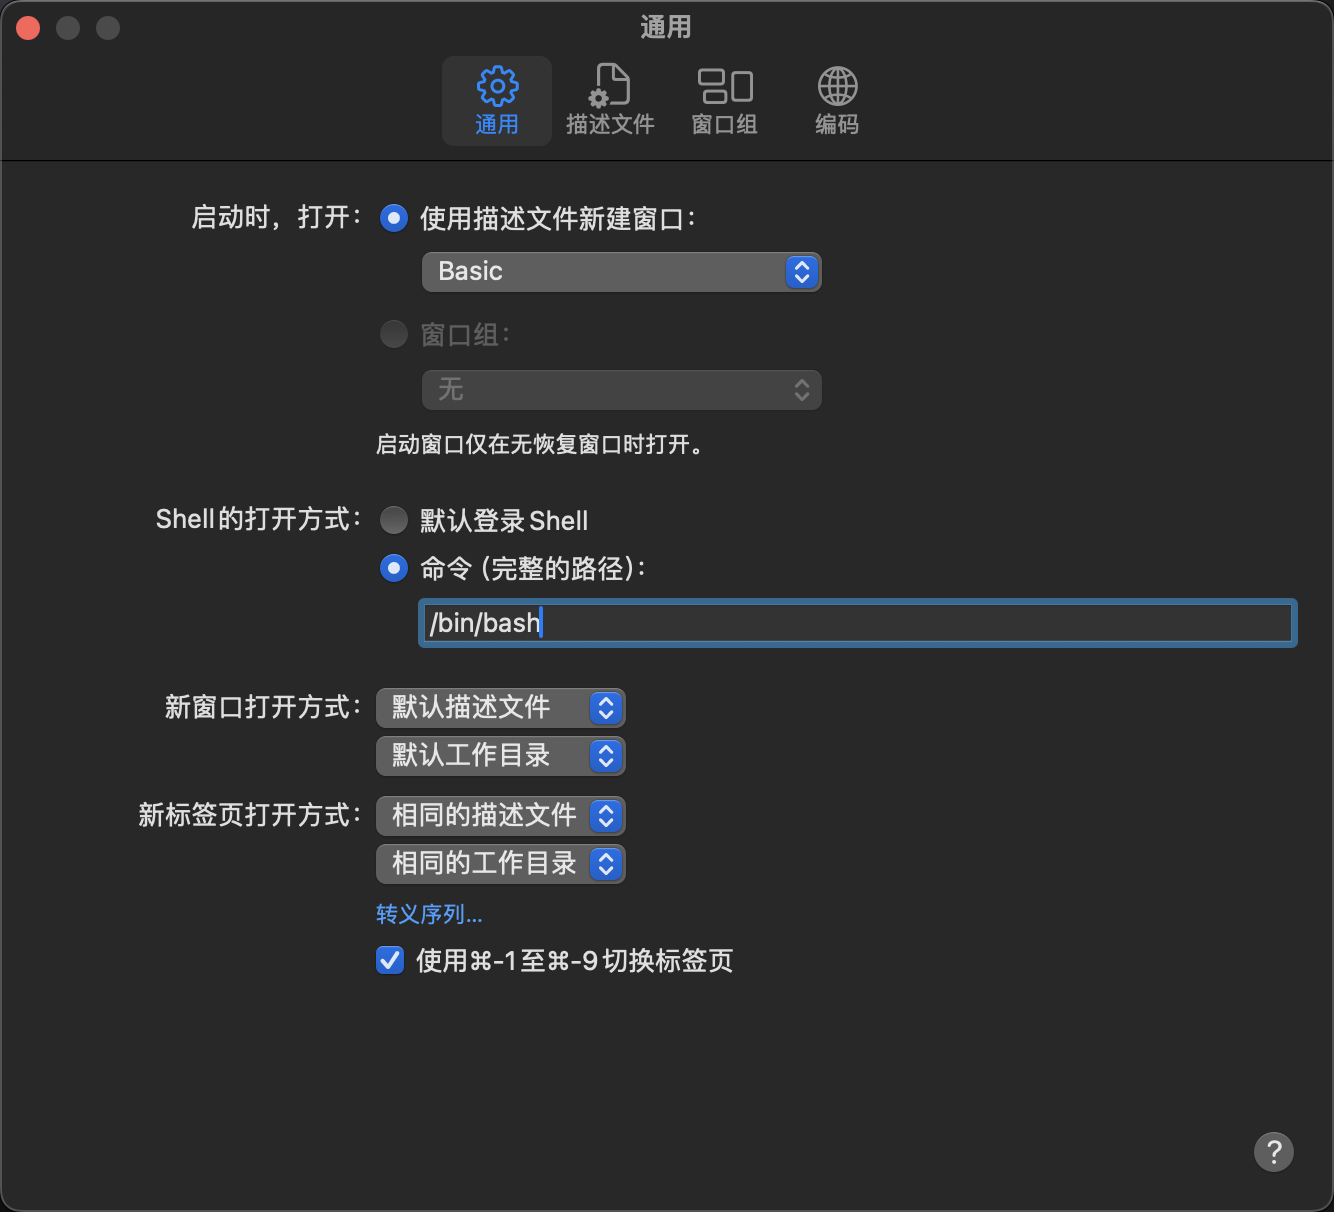 通用
通用
描述文件
窗口组
编码
启动时，打开：
使用描述文件新建窗口：
Basic
窗口组：
无
启动窗口仅在无恢复窗口时打开。
Shell的打开方式：
默认登录Shell
命令（完整的路径）：
/bin/bash
新窗口打开方式：
默认描述文件
默认工作目录
新标签页打开方式：
相同的描述文件
相同的工作目录
转义序列...
使用⌘-1至⌘-9切换标签页
?